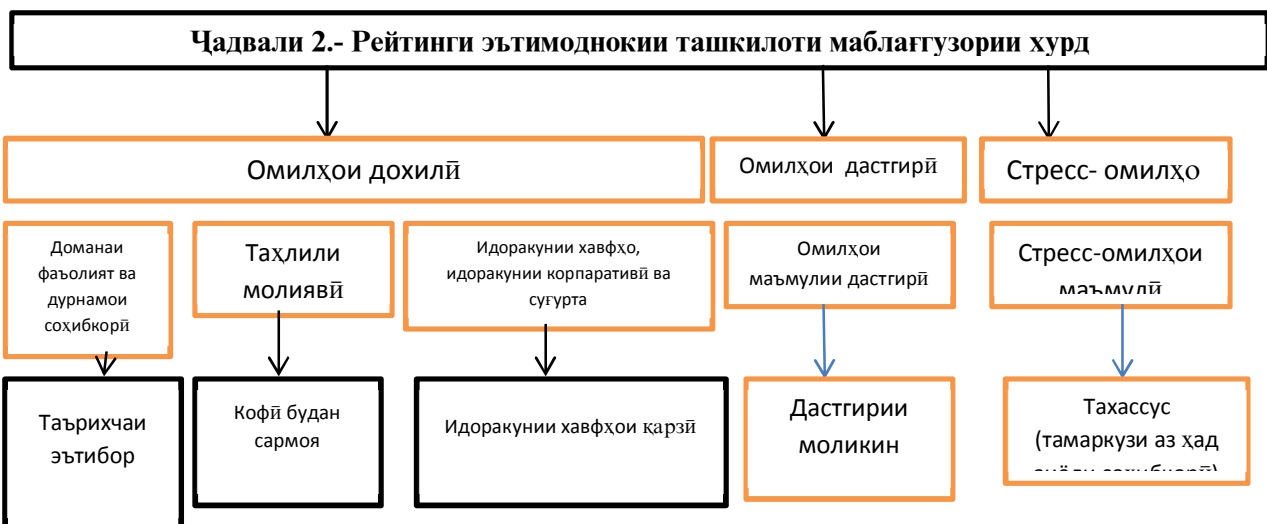 Ҷадвали 2.- Рейтинги эътимоднокии ташкилоти маблағгузории хурд
Омилҳои дохилӣ
Омилҳои дастгирӣ
Стресс- омилҳо
Доманаи
фаъолият ва
дурнамои
соҳибкорӣ
Таҳлили
молиявӣ
Идоракунии хавфҳо,
идоракунии корпаративӣ ва
суғурта
Омилҳои
маъмулии дастгирӣ
Стресс-омилҳои
маъмулӣ
Таърихчаи
эътибор
Кофӣ будан
сармоя
Идоракунии хавфҳои қарзӣ
Дастгирии
моликин
Тахассус
(тамаркузи аз ҳад